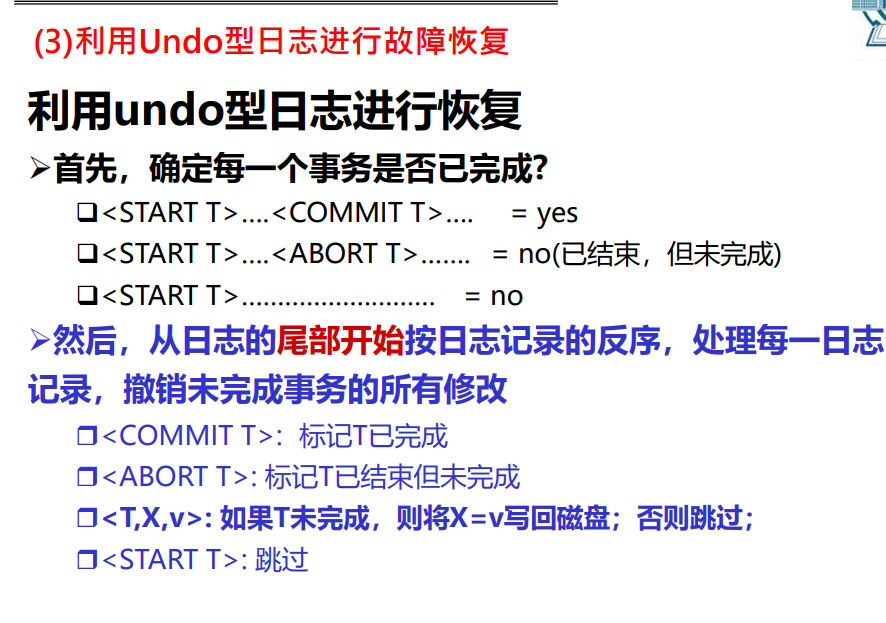 (3)利用Undo型日志进行故障恢复
利用undo型日志进行恢复
➢首先，确定每一个事务是否已完成?
❑<START T>....<COMMIT T>.... = yes
❑<START T>....<ABORT T>....... = no(已结束，但未完成)
❑<START T>........................... = no
➢然后，从日志的尾部开始按日志记录的反序，处理每一日志
记录，撤销未完成事务的所有修改
❒<COMMIT T>：标记T已完成
❒<ABORT T>: 标记T已结束但未完成
❒<T,X,v>: 如果T未完成，则将X=v写回磁盘；否则跳过；
❒<START T>: 跳过